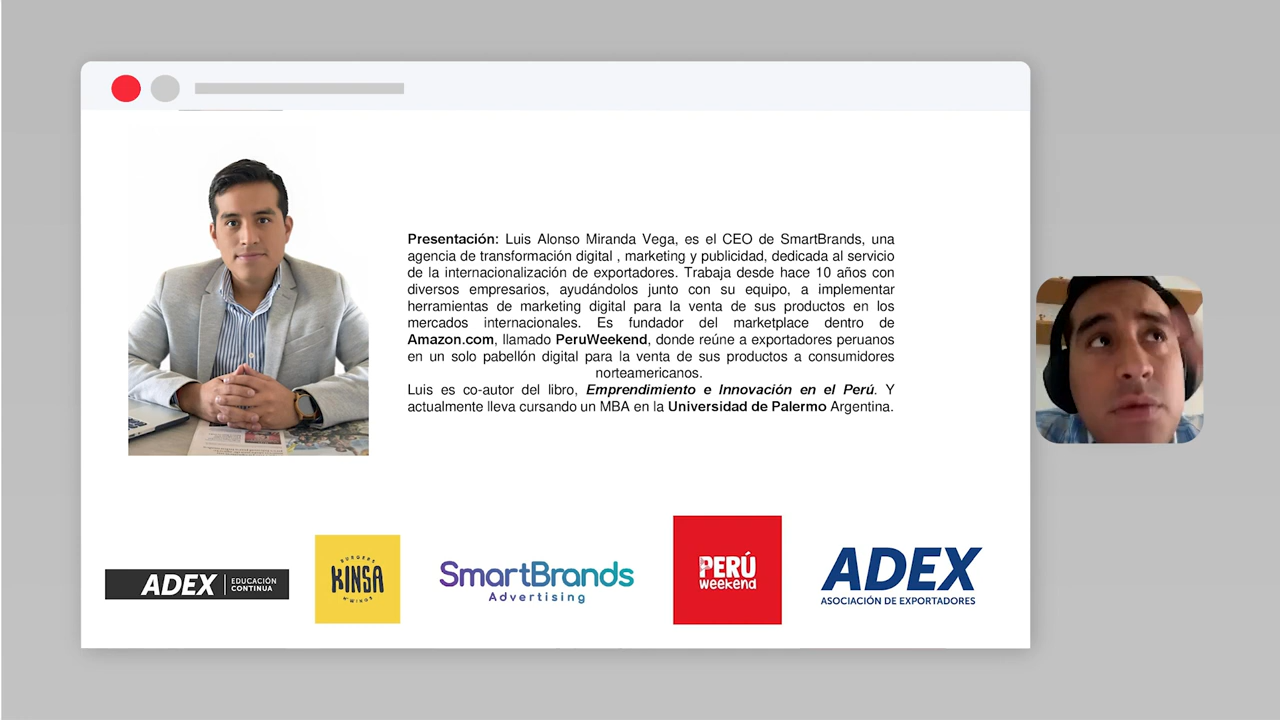 Presentación: Luis Alonso Miranda Vega, es el CEO de SmartBrands, una
agencia de transformación digital , marketing y publicidad, dedicada al servicio
de la internacionalización de exportadores. Trabaja desde hace 10 años con
diversos empresarios, ayudándolos junto con su equipo, a implementar
herramientas de marketing digital para la venta de sus productos en los
mercados internacionales. Es fundador del marketplace dentro de
Amazon.com, llamado PeruWeekend, donde reúne a exportadores peruanos
en un solo pabellón digital para la venta de sus productos a consumidores
norteamericanos.
Luis es co-autor del libro, Emprendimiento e Innovación en el Perú. Y
actualmente lleva cursando un MBA en la Universidad de Palermo Argentina.
ADEX EDUCACIÓN
CONTINUA
BURGERS
KINSA
SmartBrands
Advertising
PERÚ
weekend
ADEX
ASOCIACIÓN DE EXPORTADORES